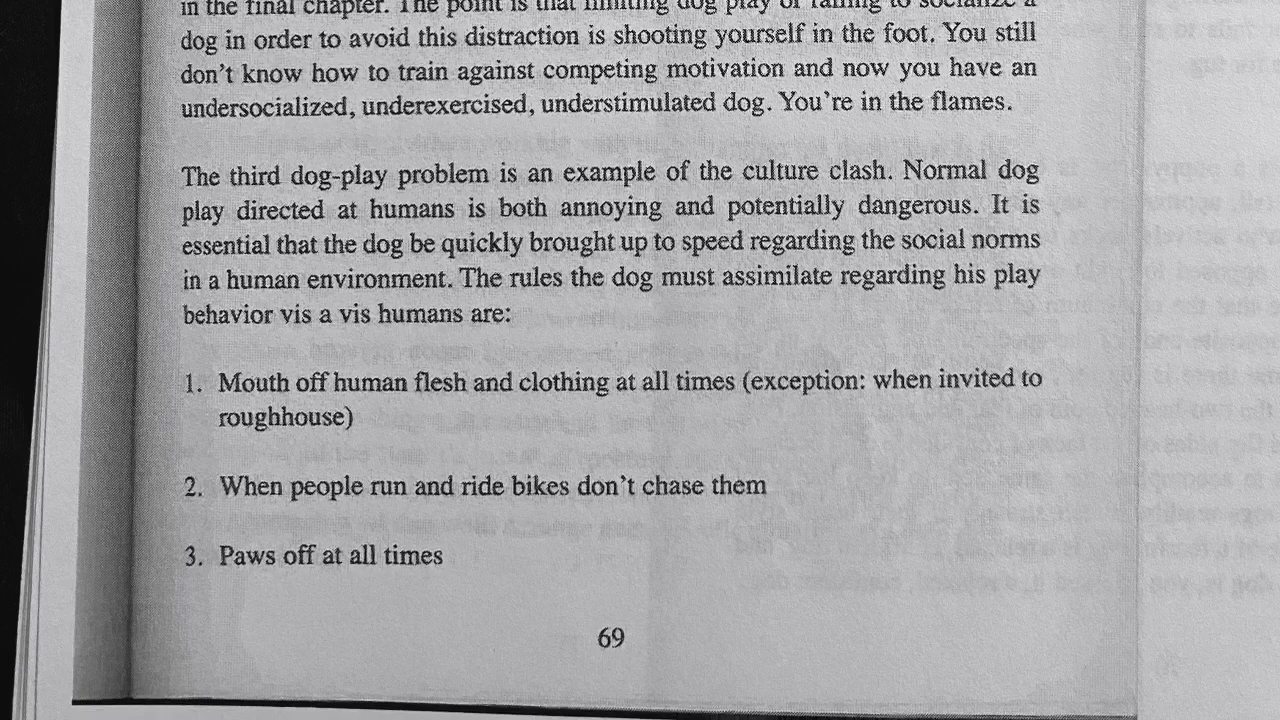 in the final chapter. The point is that limiting dog play or failing to socialize a
dog in order to avoid this distraction is shooting yourself in the foot. You still
don't know how to train against competing motivation and now you have an
undersocialized, underexercised, understimulated dog. You're in the flames.
The third dog-play problem is an example of the culture clash. Normal dog
play directed at humans is both annoying and potentially dangerous. It is
essential that the dog be quickly brought up to speed regarding the social norms
in a human environment. The rules the dog must assimilate regarding his play
behavior vis a vis humans are:
1. Mouth off human flesh and clothing at all times (exception: when invited to
roughhouse)
2. When people run and ride bikes don't chase them
3. Paws off at all times
69